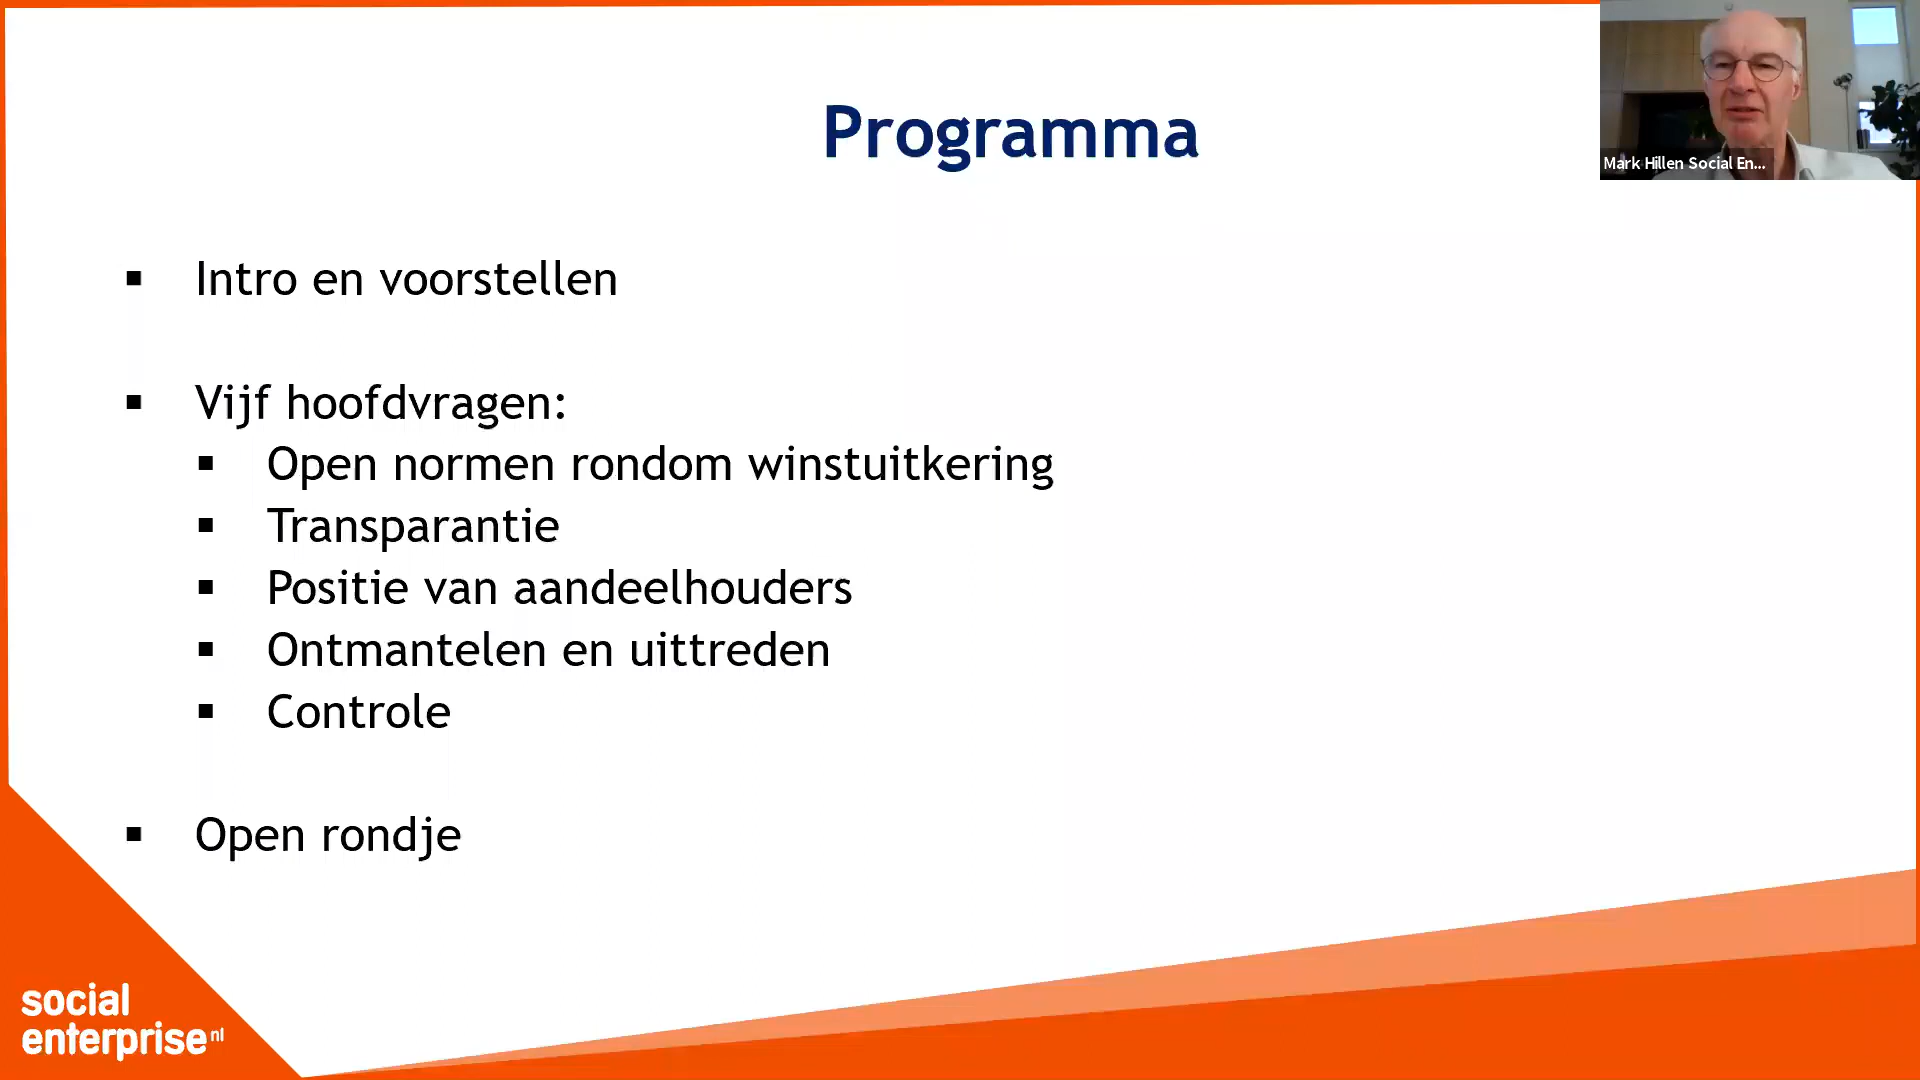 Programma
Mark Hillen Social En...
Intro en voorstellen
Vijf hoofdvragen:
Open normen rondom winstuitkering
Transparantie
Positie van aandeelhouders
Ontmantelen en uittreden
Controle
Open rondje
social
enterprise nl